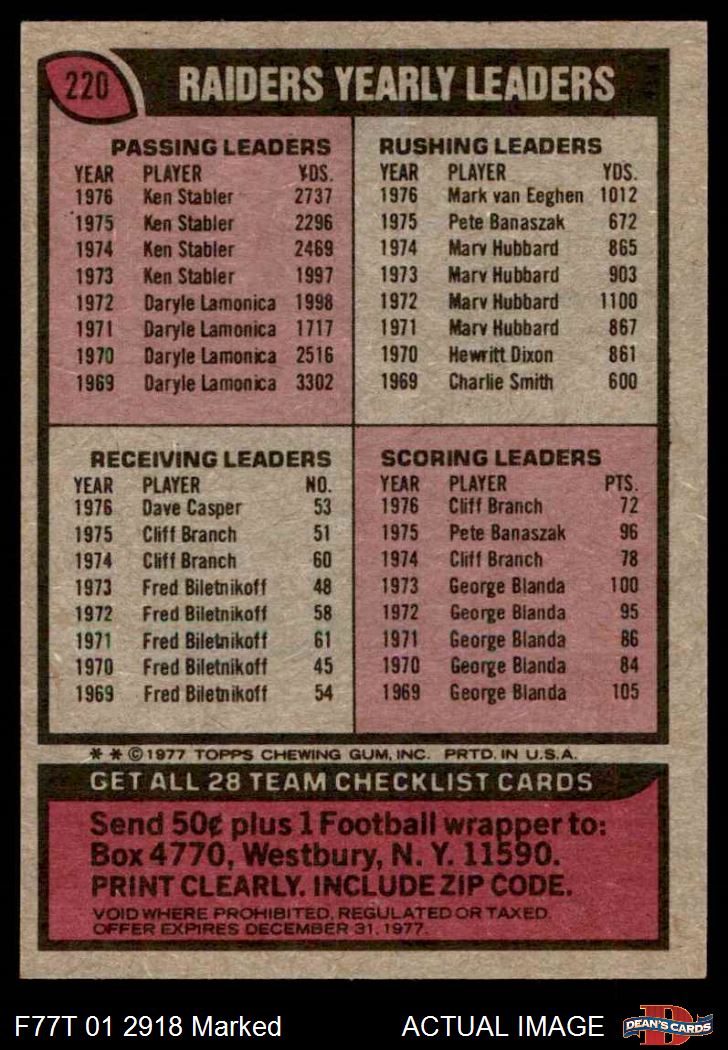 220
RAIDERS YEARLY LEADERS
PASSING LEADERS
YEAR PLAYER YDS.
1976 Ken Stabler 2737
1975 Ken Stabler 2296
1974 Ken Stabler 2469
1973 Ken Stabler 1997
1972 Daryle Lamonica 1998
1971 Daryle Lamonica 1717
1970 Daryle Lamonica 2516
1969 Daryle Lamonica 3302
RUSHING LEADERS
YEAR PLAYER YDS.
1976 Mark van Eeghen 1012
1975 Pete Banaszak 672
1974 Marv Hubbard 865
1973 Marv Hubbard 903
1972 Marv Hubbard 1100
1971 Marv Hubbard 867
1970 Hewritt Dixon 861
1969 Charlie Smith 600
RECEIVING LEADERS
YEAR PLAYER NO.
1976 Dave Casper 53
1975 Cliff Branch 51
1974 Cliff Branch 60
1973 Fred Biletnikoff 48
1972 Fred Biletnikoff 58
1971 Fred Biletnikoff 61
1970 Fred Biletnikoff 45
1969 Fred Biletnikoff 54
SCORING LEADERS
YEAR PLAYER PTS.
1976 Cliff Branch 72
1975 Pete Banaszak 96
1974 Cliff Branch 78
1973 George Blanda 100
1972 George Blanda 95
1971 George Blanda 86
1970 George Blanda 84
1969 George Blanda 105
* * © 1977 TOPPS CHEWING GUM, INC. PRTD. IN U.S.A.
GET ALL 28 TEAM CHECKLIST CARDS
Send 50¢ plus 1 Football wrapper to:
Box 4770, Westbury, N. Y. 11590.
PRINT CLEARLY. INCLUDE ZIP CODE.
VOID WHERE PROHIBITED, REGULATED OR TAXED.
OFFER EXPIRES DECEMBER 31, 1977.
F77T 01 2918 Marked
ACTUAL IMAGE
D
DEAN'S CARDS